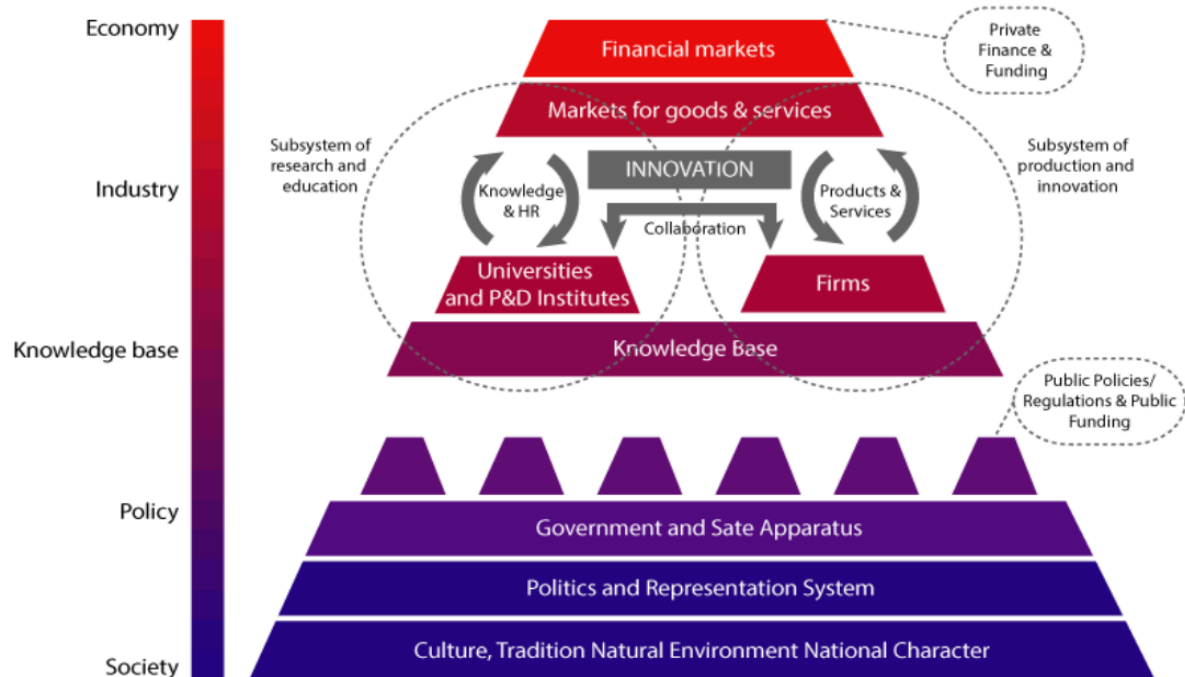 Economy
Financial markets
Private
Finance &
Funding
Markets for goods & services
Subsystem of
research and
education
Subsystem of
production and
innovation
Industry
INNOVATION
Knowledge
& HR
Products &
Services
Collaboration
Universities
and P&D Institutes
Firms
Knowledge base
Knowledge Base
Public Policies/
Regulations & Public
Funding
Policy
Government and Sate Apparatus
Politics and Representation System
Culture, Tradition Natural Environment National Character
Society